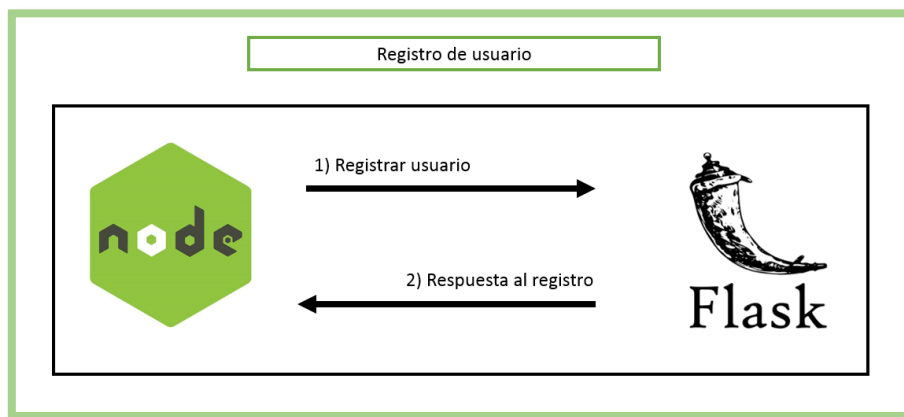 Registro de usuario
1) Registrar usuario
node
2) Respuesta al registro
Flask